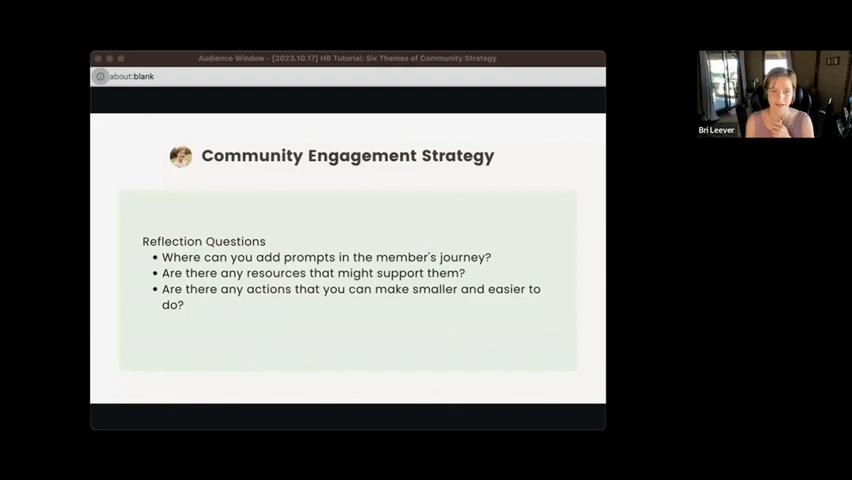 Audience Window - [2023.10.17] HB Tutorial: Six Themes of Community Strategy
about:blank
Community Engagement Strategy
Bri Leever
Reflection Questions
• Where can you add prompts in the member's journey?
• Are there any resources that might support them?
• Are there any actions that you can make smaller and easier to
do?